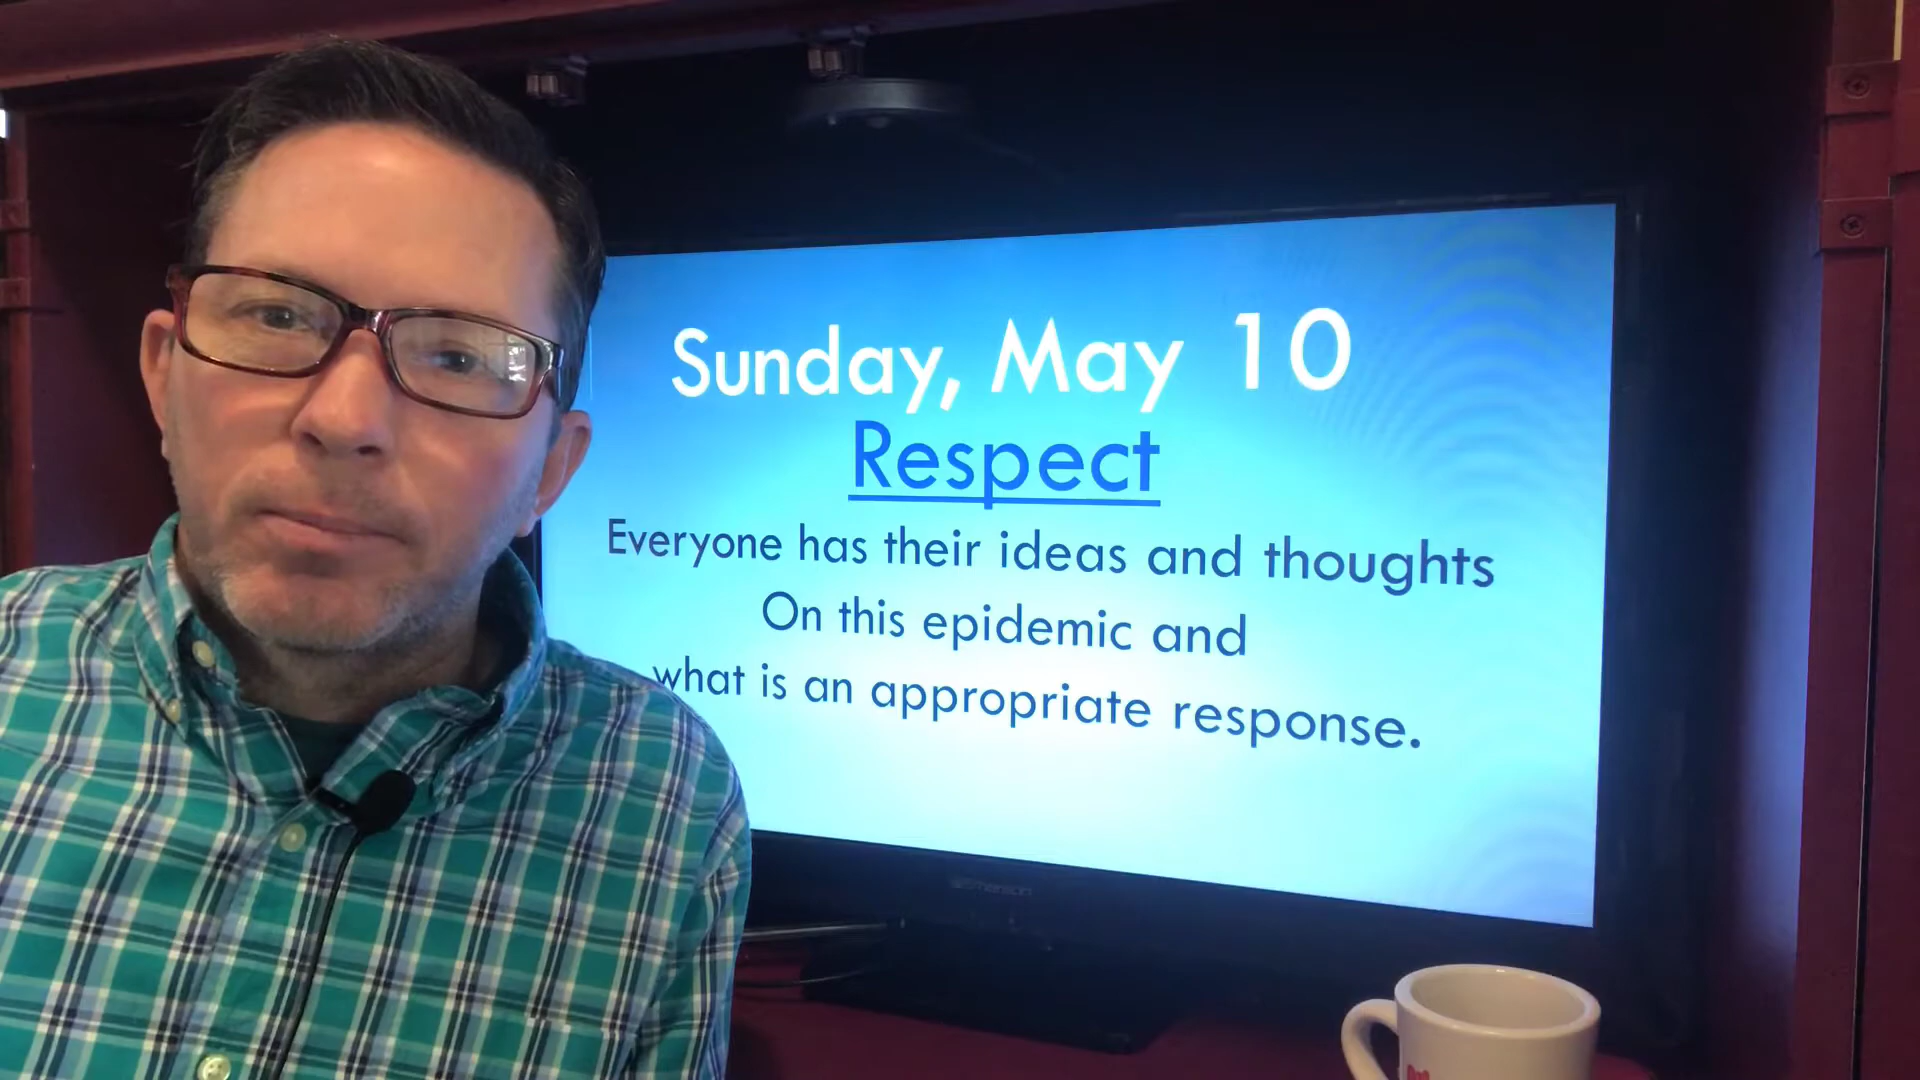 Sunday, May 10
Respect
Everyone has their ideas and thoughts
On this epidemic and
what is an appropriate response.